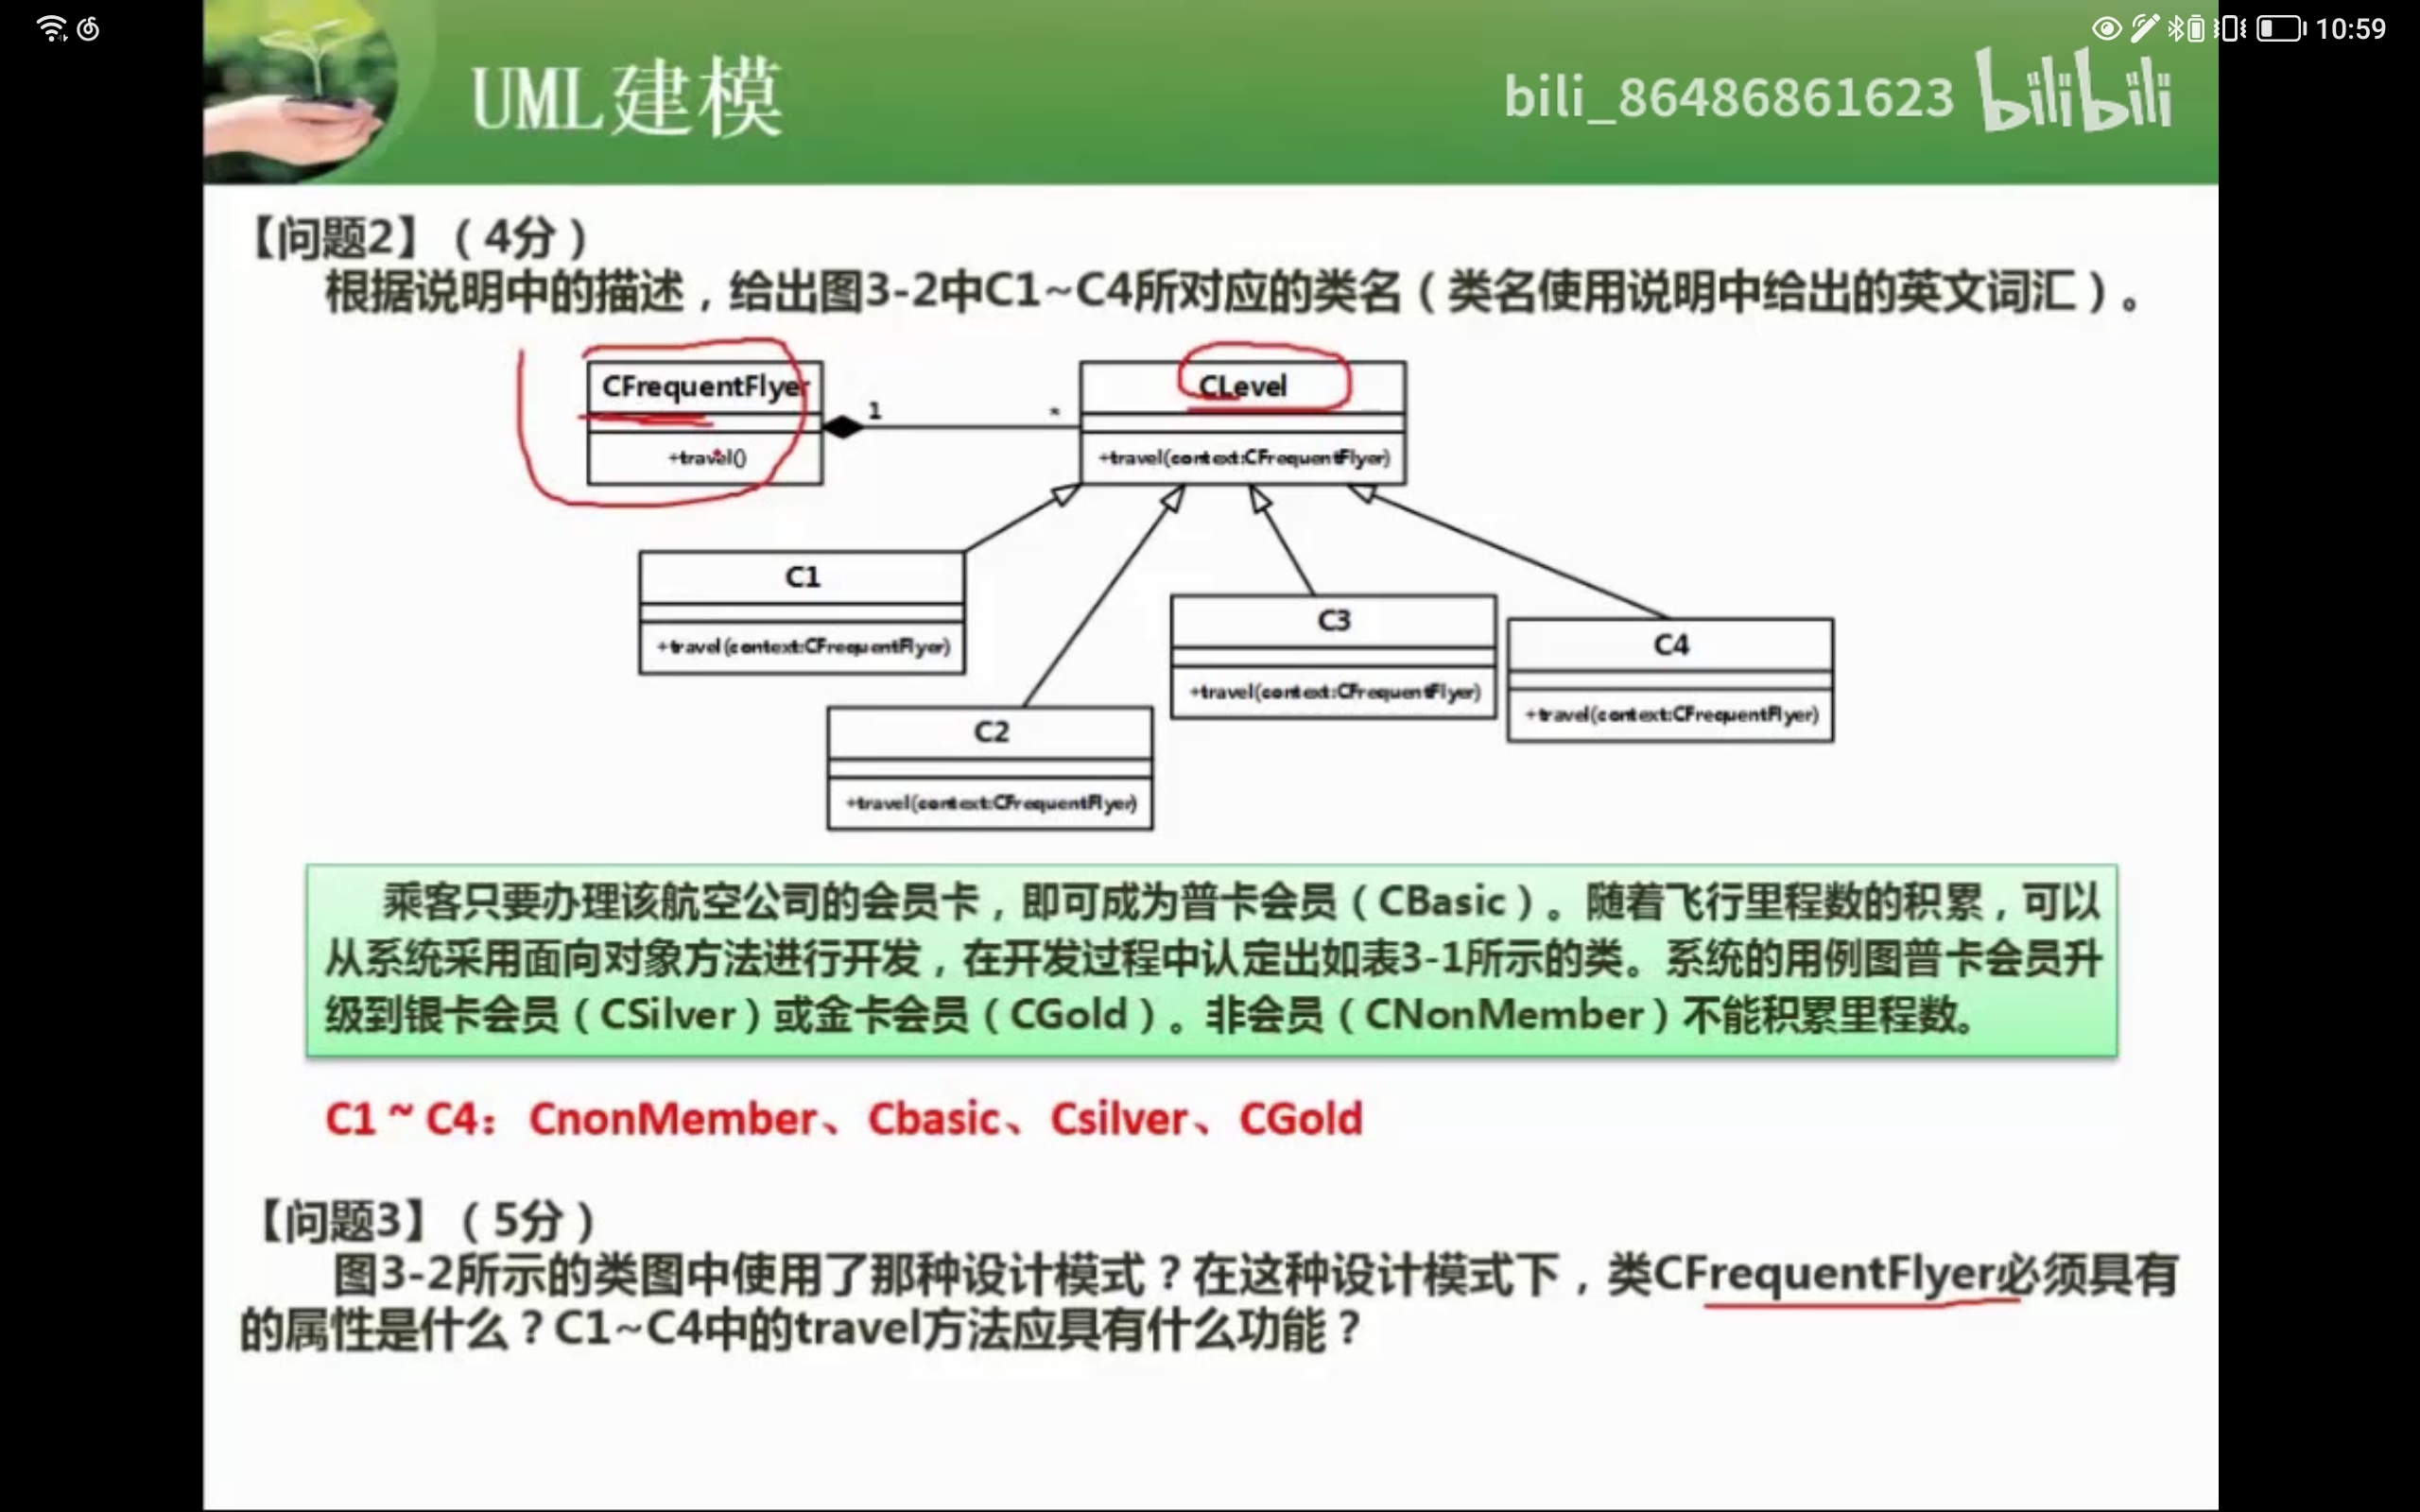 10:59
UML建模
bili_86486861623 bilibili
【问题2】（4分）
根据说明中的描述，给出图3-2中C1~C4所对应的类名（类名使用说明中给出的英文词汇）。
CFrequentFlyer
+travel()
1
*
CLevel
+travel(context:CFrequentFlyer)
C1
+travel(context:CFrequentFlyer)
C2
+travel(context:CFrequentFlyer)
C3
+travel(context:CFrequentFlyer)
C4
+travel(context:CFrequentFlyer)
乘客只要办理该航空公司的会员卡，即可成为普卡会员（CBasic）。随着飞行里程数的积累，可以
从系统采用面向对象方法进行开发，在开发过程中认定出如表3-1所示的类。系统的用例图普卡会员升
级到银卡会员（CSilver）或金卡会员（CGold）。非会员（CNonMember）不能积累里程数。
C1 ~ C4：CnonMember、Cbasic、Csilver、CGold
【问题3】（5分）
图3-2所示的类图中使用了那种设计模式？在这种设计模式下，类CFrequentFlyer必须具有
的属性是什么？C1~C4中的travel方法应具有什么功能？